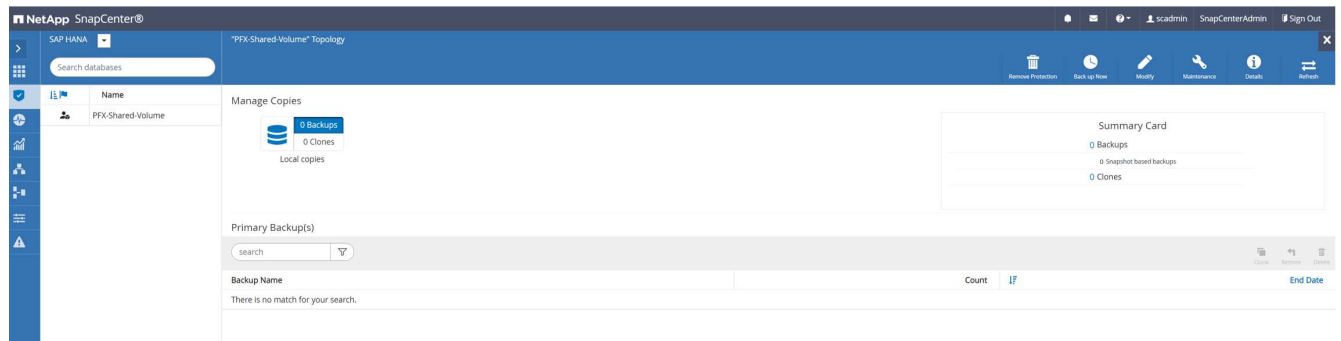 NetApp SnapCenter®
scadmin SnapCenterAdmin Sign Out
SAP HANA
"PFX-Shared-Volume" Topology
Search databases
Remove Protection Back up Now Modify Maintenance Details Refresh
Name
PFX-Shared-Volume
Manage Copies
0 Backups
0 Clones
Local copies
Summary Card
0 Backups
0 Snapshot based backups
0 Clones
Primary Backup(s)
search
Clone Restore Delete
Backup Name Count End Date
There is no match for your search.